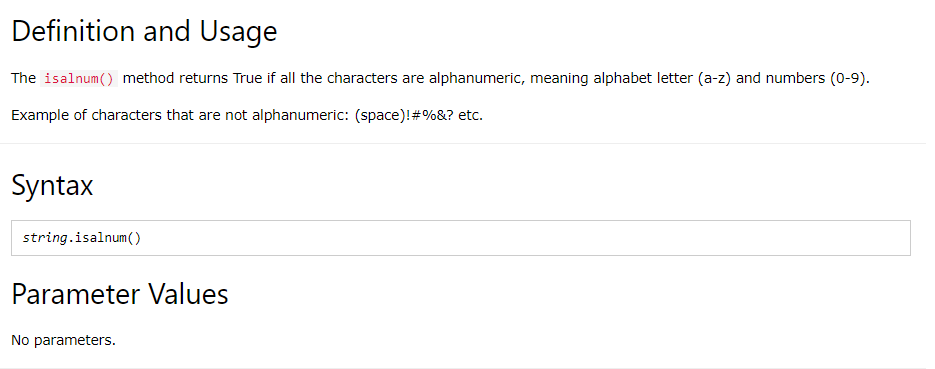 Definition and Usage
The isalnum() method returns True if all the characters are alphanumeric, meaning alphabet letter (a-z) and numbers (0-9).
Example of characters that are not alphanumeric: (space)!#%&? etc.
Syntax
string.isalnum()
Parameter Values
No parameters.